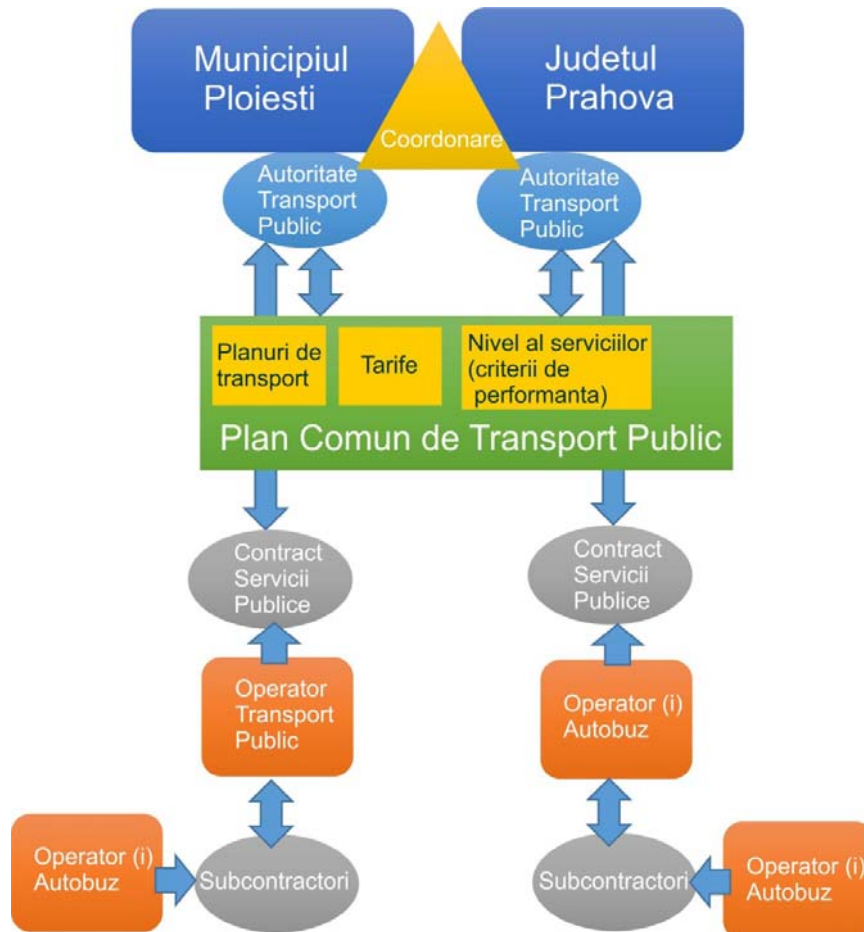 Municipiul
Ploiesti
Judetul
Prahova
Coordonare
Autoritate
Transport
Public
Autoritate
Transport
Public
Planuri de
transport
Tarife
Nivel al serviciilor
(criterii de
performanta)
Plan Comun de Transport Public
Contract
Servicii
Publice
Contract
Servicii
Publice
Operator
Transport
Public
Operator (i)
Autobuz
Operator (i)
Autobuz
Subcontractori
Subcontractori
Operator (i)
Autobuz